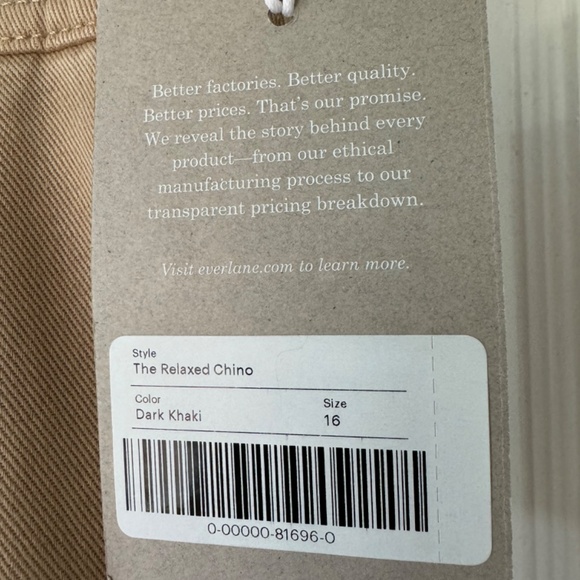 Better factories. Better quality.
Better prices. That's our promise.
We reveal the story behind every
product—from our ethical
manufacturing process to our
transparent pricing breakdown.
Visit everlane.com to learn more.
Style
The Relaxed Chino
Color
Dark Khaki
Size
16
0-00000-81696-0